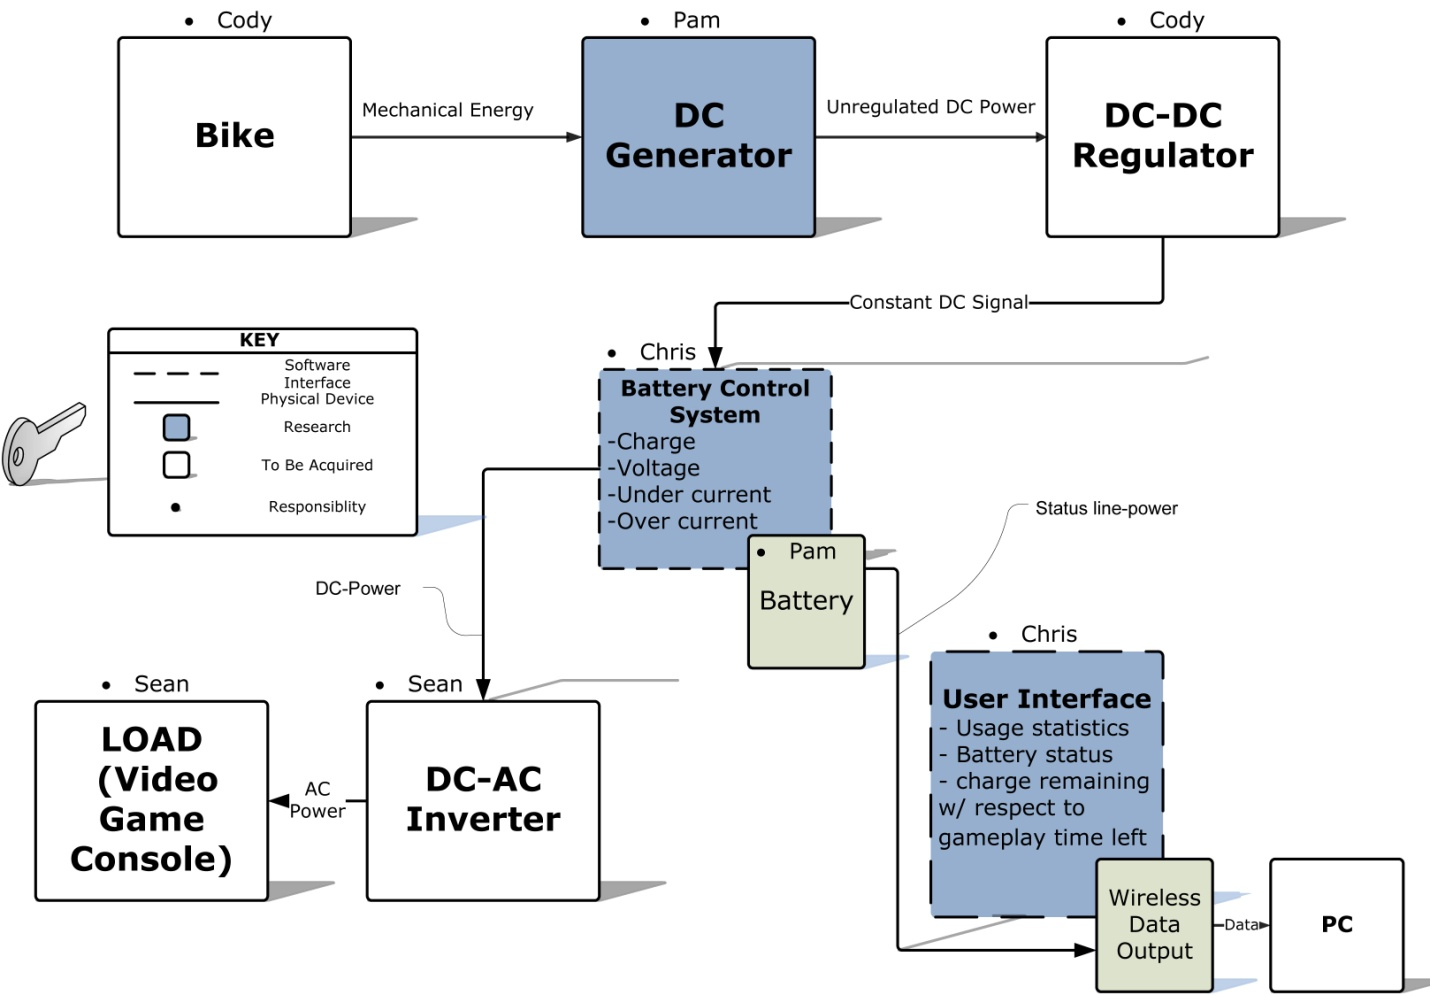 • Cody
• Pam
• Cody
Bike
Mechanical Energy
DC
Generator
Unregulated DC Power
DC-DC
Regulator
Constant DC Signal
KEY
Software
Interface
Physical Device
Research
To Be Acquired
• Responsiblity
• Chris
Battery Control
System
-Charge
-Voltage
-Under current
-Over current
• Pam
Battery
Status line-power
DC-Power
• Chris
User Interface
- Usage statistics
- Battery status
- charge remaining
w/ respect to
gameplay time left
• Sean
• Sean
LOAD
(Video
Game
Console)
AC
Power
DC-AC
Inverter
Wireless
Data
Output
Data
PC